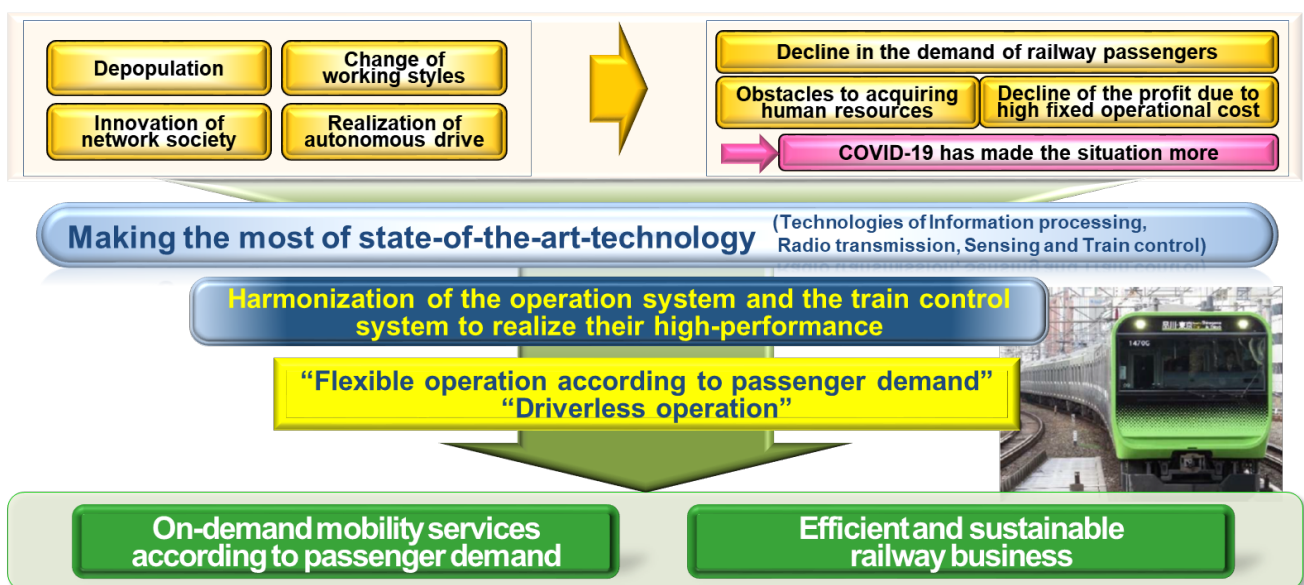 Depopulation
Change of
working styles
Innovation of
network society
Realization of
autonomous drive
Decline in the demand of railway passengers
Obstacles to acquiring
human resources
Decline of the profit due to
high fixed operational cost
COVID-19 has made the situation more
Making the most of state-of-the-art-technology
(Technologies of Information processing,
Radio transmission, Sensing and Train control)
Harmonization of the operation system and the train control
system to realize their high-performance
“Flexible operation according to passenger demand”
“Driverless operation”
On-demand mobility services
according to passenger demand
Efficient and sustainable
railway business